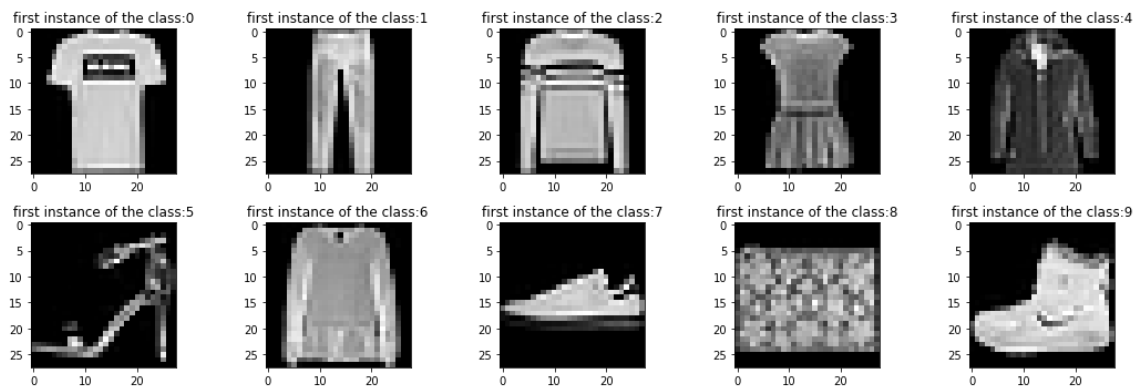 first instance of the class:0 first instance of the class:1 first instance of the class:2 first instance of the class:3 first instance of the class:4
0 0 0 0 0
5 5 5 5 5
10 10 10 10 10
15 15 15 15 15
20 20 20 20 20
25 25 25 25 25
0 10 20 0 10 20 0 10 20 0 10 20 0 10 20
first instance of the class:5 first instance of the class:6 first instance of the class:7 first instance of the class:8 first instance of the class:9
0 0 0 0 0
5 5 5 5 5
10 10 10 10 10
15 15 15 15 15
20 20 20 20 20
25 25 25 25 25
0 10 20 0 10 20 0 10 20 0 10 20 0 10 20